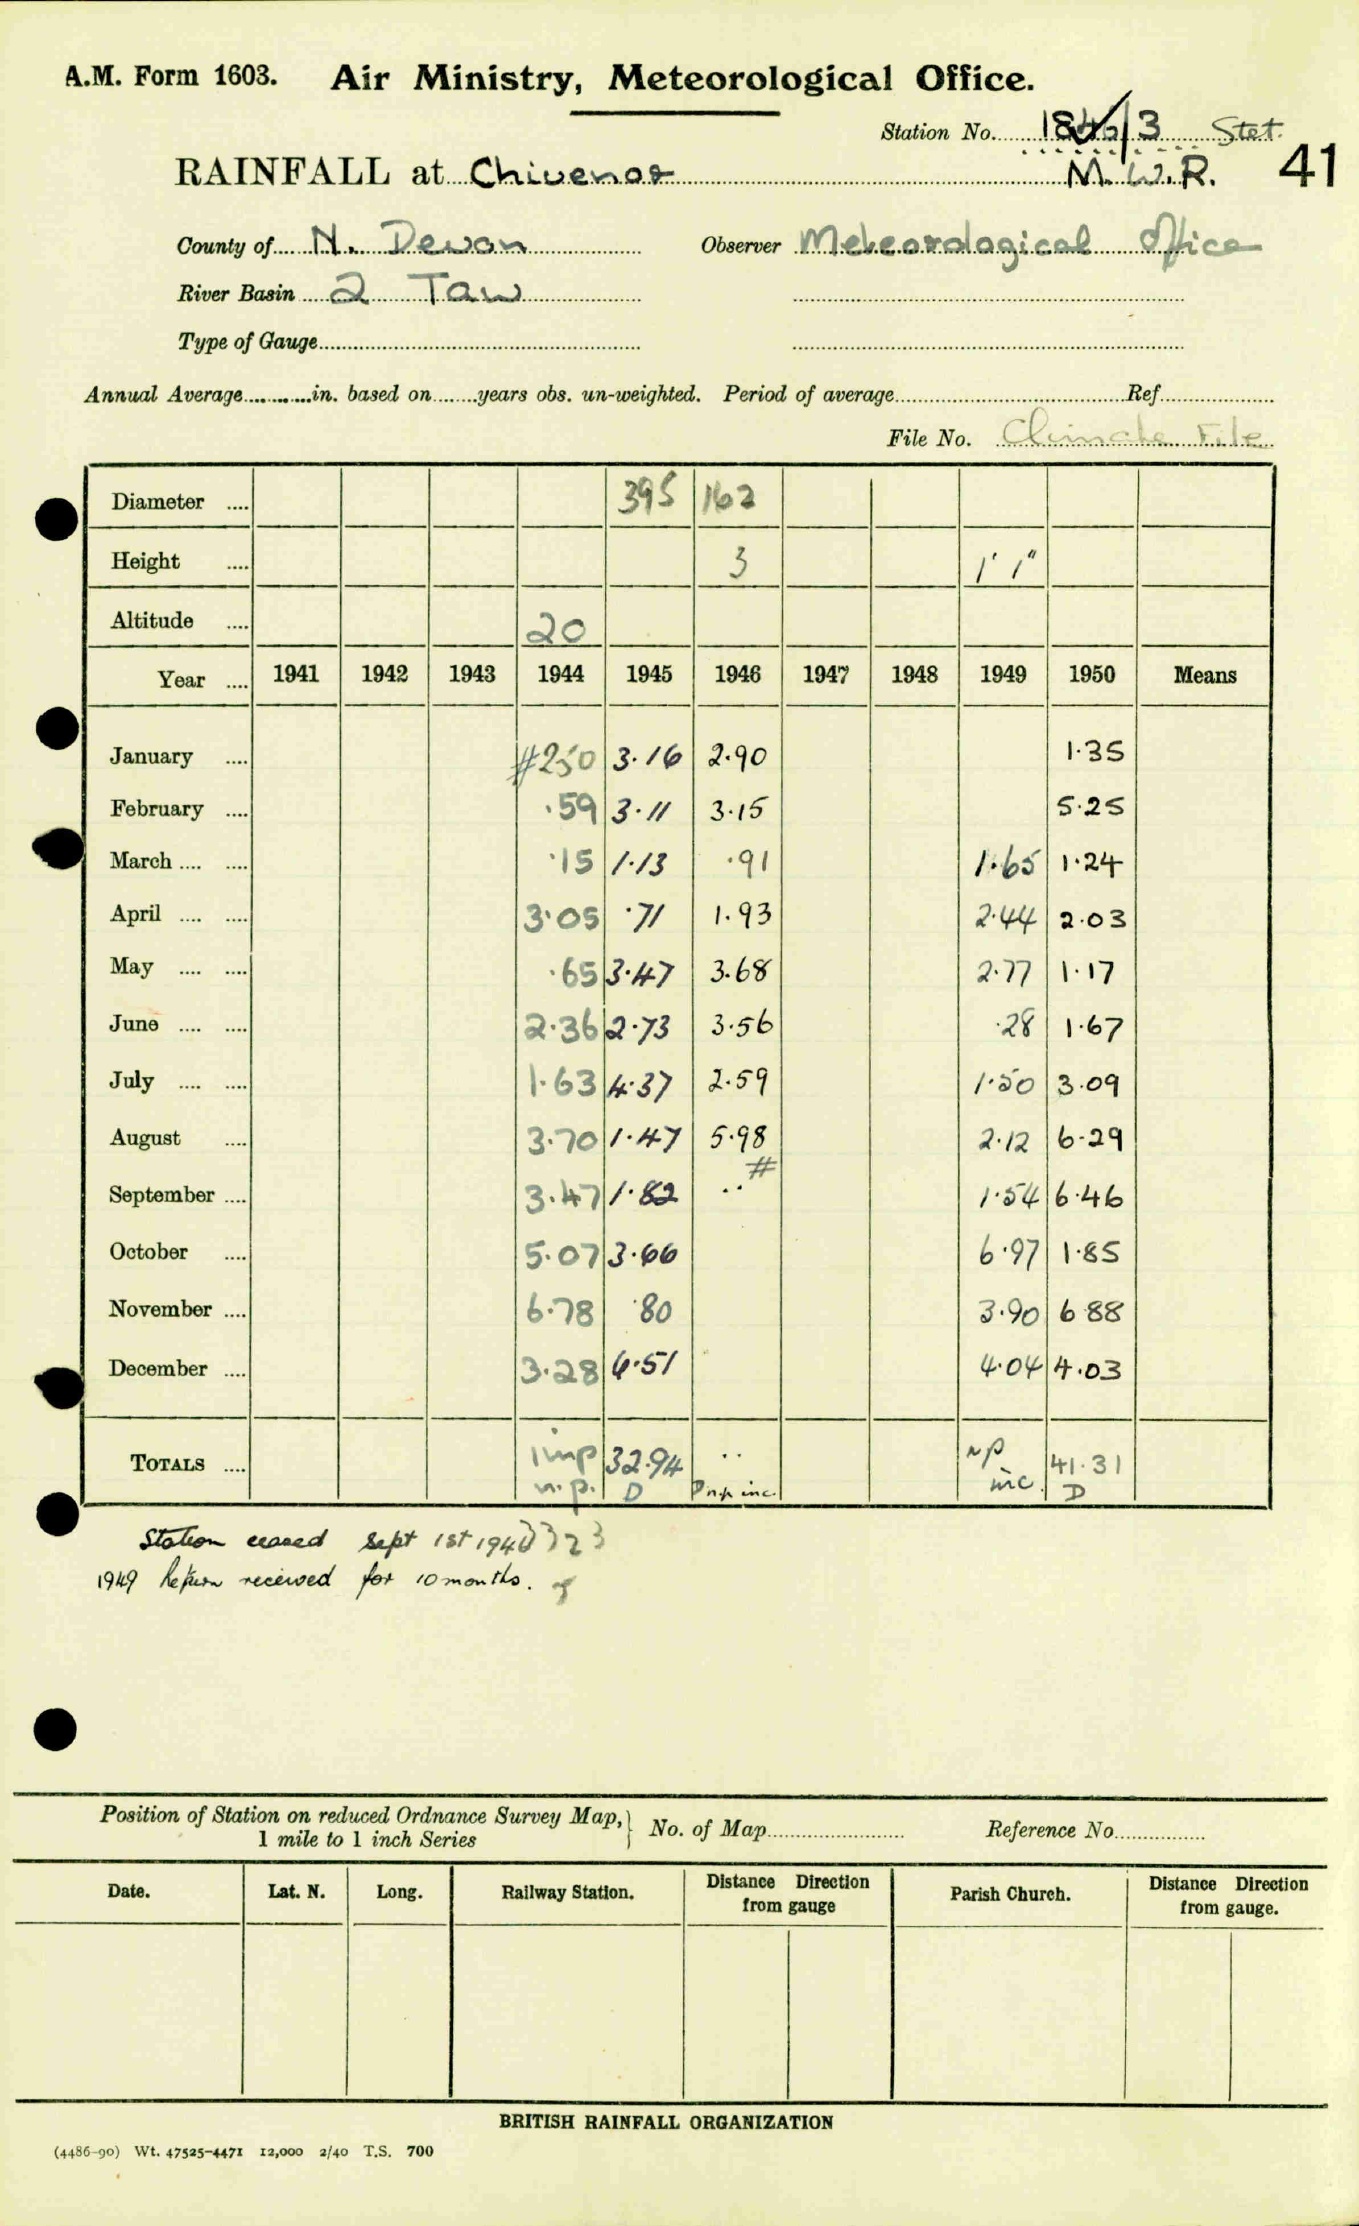 A.M. Form 1603. Air Ministry, Meteorological Office.
Station No. Stet.
RAINFALL at Chivenor M.W.R. 41
County of N. Devon Observer Meteorological Office
River Basin 2 Taw
Type of Gauge
Annual Average in. based on years obs. un-weighted. Period of average Ref
File No. Climate File
Diameter 395 162
Height 3 1' 1"
Altitude 20
Year 1941 1942 1943 1944 1945 1946 1947 1948 1949 1950 Means
January #2.50 3.16 2.90 1.35
February .59 3.11 3.15 5.25
March .15 1.13 .91 1.65 1.24
April 3.05 .71 1.93 2.44 2.03
May .65 3.47 3.68 2.77 1.17
June 2.36 2.73 3.56 .28 1.67
July 1.63 4.37 2.59 1.50 3.09
August 3.70 1.47 5.98 2.12 6.29
September 3.47 1.82 .. # 1.54 6.46
October 5.07 3.66 6.97 1.85
November 6.78 .80 3.90 6.88
December 3.28 6.51 4.04 4.03
TOTALS imp n.p. 32.94 D .. n.p. inc. np inc. 41.31 D
Station ceased Sept 1st
1949 Return received for 10 months.
Position of Station on reduced Ordnance Survey Map, 1 mile to 1 inch Series } No. of Map Reference No.
Date. Lat. N. Long. Railway Station. Distance Direction from gauge Parish Church. Distance Direction from gauge.
BRITISH RAINFALL ORGANIZATION
(4486-90) Wt. 47525-4471 12,000 2/40 T.S. 700